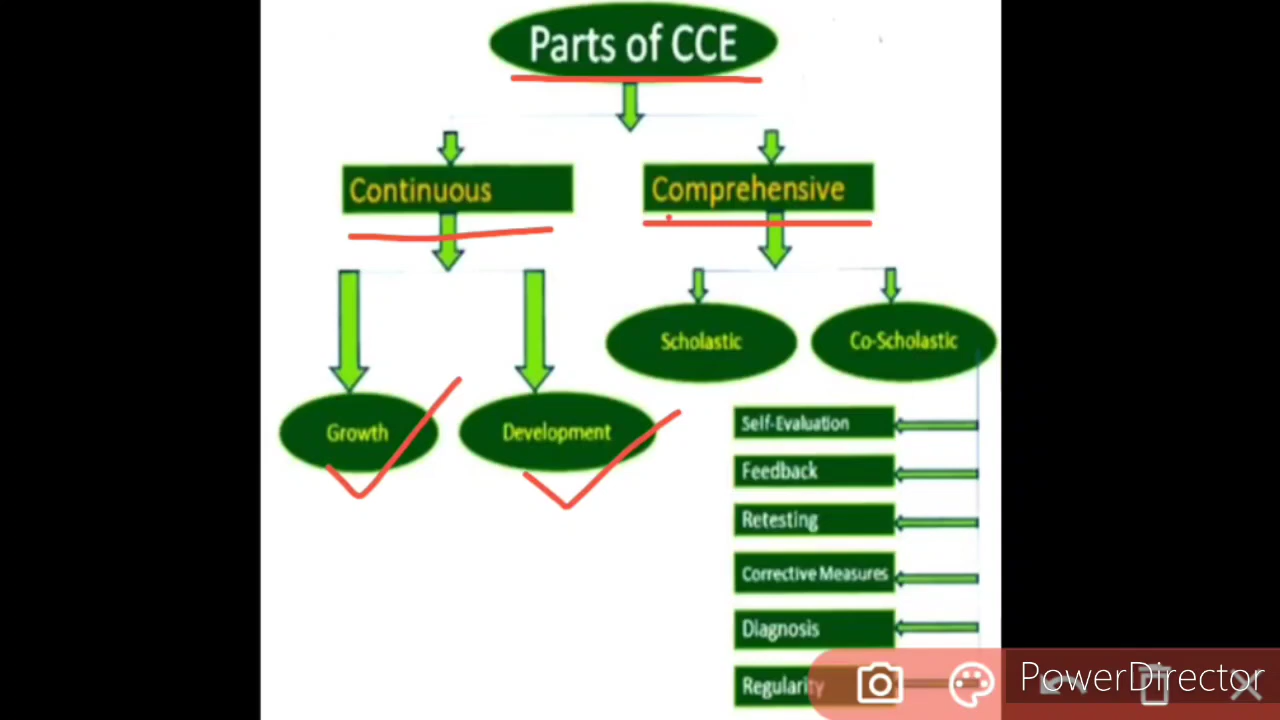 Parts of CCE
Continuous
Comprehensive
Scholastic
Co-Scholastic
Growth
Development
Self-Evaluation
Feedback
Retesting
Corrective Measures
Diagnosis
Regularity
PowerDirector